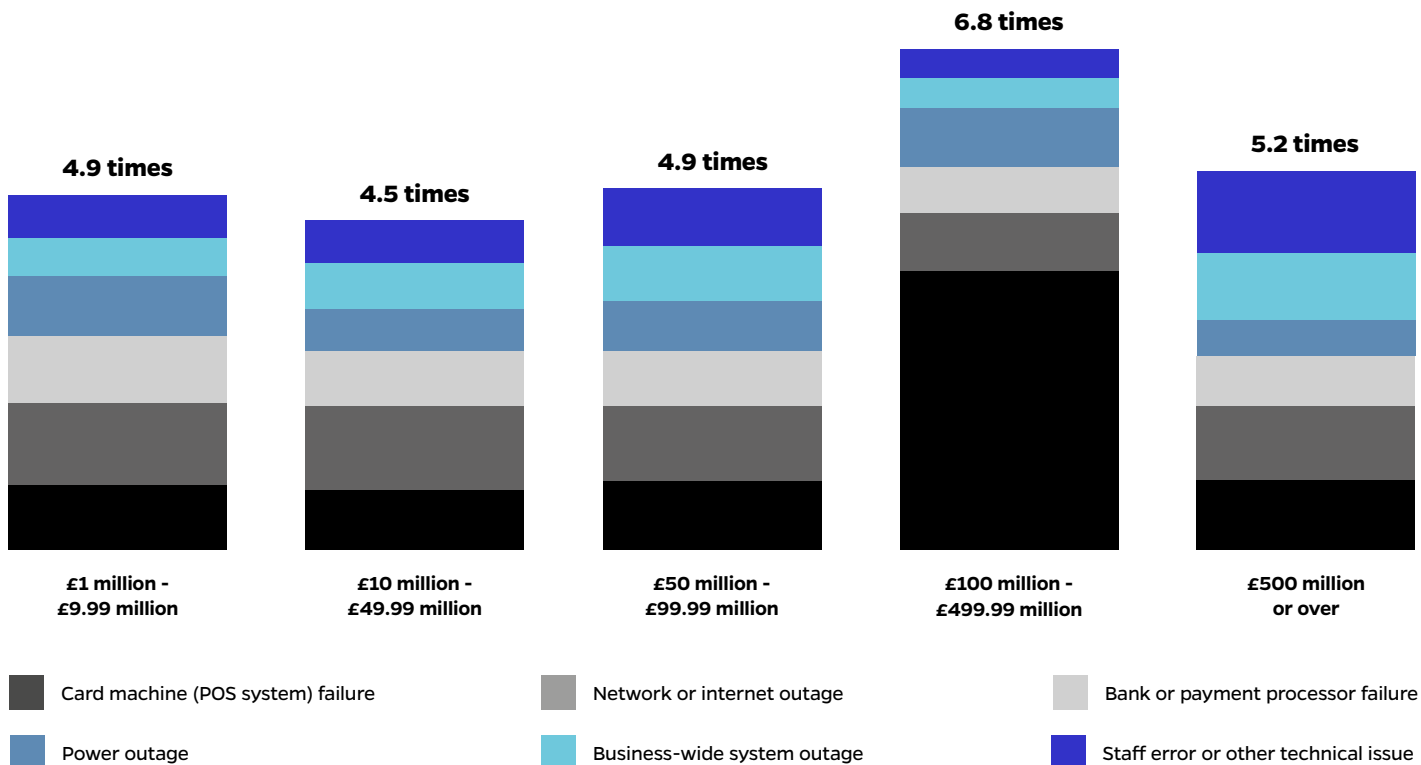 6.8 times
5.2 times
4.9 times
4.9 times
4.5 times
£1 million -
£9.99 million
£10 million -
£49.99 million
£50 million -
£99.99 million
£100 million -
£499.99 million
£500 million
or over
Card machine (POS system) failure
Network or internet outage
Bank or payment processor failure
Power outage
Business-wide system outage
Staff error or other technical issue